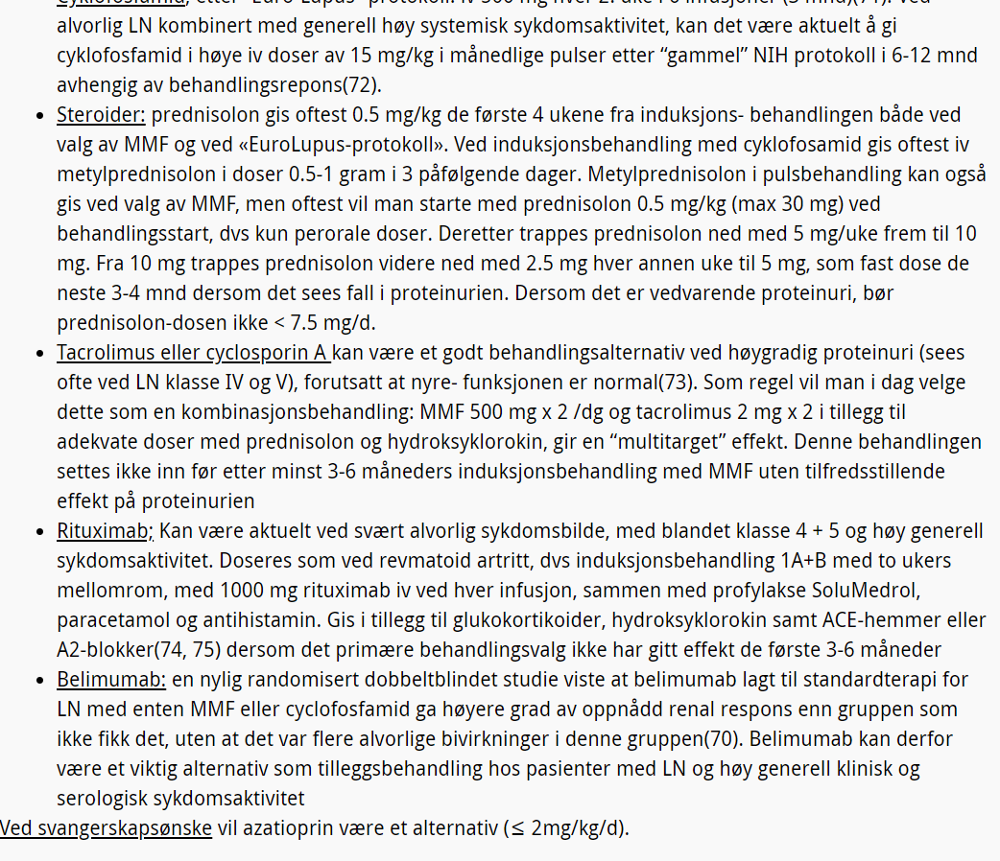 alvorlig LN kombinert med generell høy systemisk sykdomsaktivitet, kan det være aktuelt å gi
cyklofosfamid i høye iv doser av 15 mg/kg i månedlige pulser etter “gammel” NIH protokoll i 6-12 mnd
avhengig av behandlingsrepons(72).
Steroider: prednisolon gis oftest 0.5 mg/kg de første 4 ukene fra induksjons- behandlingen både ved
valg av MMF og ved «EuroLupus-protokoll». Ved induksjonsbehandling med cyklofosamid gis oftest iv
metylprednisolon i doser 0.5-1 gram i 3 påfølgende dager. Metylprednisolon i pulsbehandling kan også
gis ved valg av MMF, men oftest vil man starte med prednisolon 0.5 mg/kg (max 30 mg) ved
behandlingsstart, dvs kun perorale doser. Deretter trappes prednisolon ned med 5 mg/uke frem til 10
mg. Fra 10 mg trappes prednisolon videre ned med 2.5 mg hver annen uke til 5 mg, som fast dose de
neste 3-4 mnd dersom det sees fall i proteinurien. Dersom det er vedvarende proteinuri, bør
prednisolon-dosen ikke < 7.5 mg/d.
Tacrolimus eller cyclosporin A kan være et godt behandlingsalternativ ved høygradig proteinuri (sees
ofte ved LN klasse IV og V), forutsatt at nyre- funksjonen er normal(73). Som regel vil man i dag velge
dette som en kombinasjonsbehandling: MMF 500 mg x 2 /dg og tacrolimus 2 mg x 2 i tillegg til
adekvate doser med prednisolon og hydroksyklorokin, gir en “multitarget” effekt. Denne behandlingen
settes ikke inn før etter minst 3-6 måneders induksjonsbehandling med MMF uten tilfredsstillende
effekt på proteinurien
Rituximab; Kan være aktuelt ved svært alvorlig sykdomsbilde, med blandet klasse 4 + 5 og høy generell
sykdomsaktivitet. Doseres som ved revmatoid artritt, dvs induksjonsbehandling 1A+B med to ukers
mellomrom, med 1000 mg rituximab iv ved hver infusjon, sammen med profylakse SoluMedrol,
paracetamol og antihistamin. Gis i tillegg til glukokortikoider, hydroksyklorokin samt ACE-hemmer eller
A2-blokker(74, 75) dersom det primære behandlingsvalg ikke har gitt effekt de første 3-6 måneder
Belimumab: en nylig randomisert dobbeltblindet studie viste at belimumab lagt til standardterapi for
LN med enten MMF eller cyclofosfamid ga høyere grad av oppnådd renal respons enn gruppen som
ikke fikk det, uten at det var flere alvorlige bivirkninger i denne gruppen(70). Belimumab kan derfor
være et viktig alternativ som tilleggsbehandling hos pasienter med LN og høy generell klinisk og
serologisk sykdomsaktivitet
Ved svangerskapsønske vil azatioprin være et alternativ (≤ 2mg/kg/d).